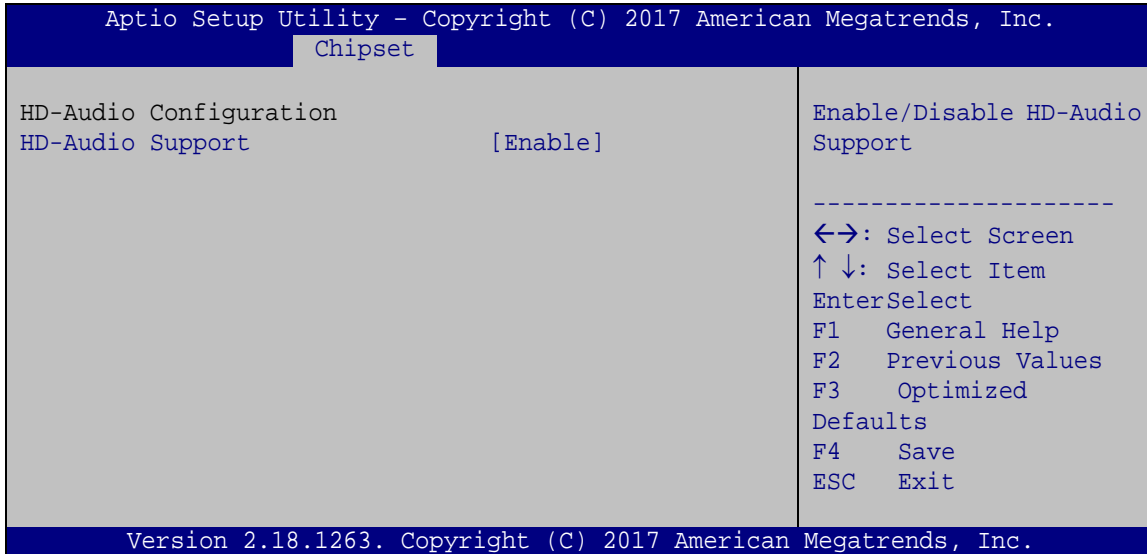 Aptio Setup Utility – Copyright (C) 2017 American Megatrends, Inc.
Chipset
HD-Audio Configuration
HD-Audio Support [Enable]
Enable/Disable HD-Audio
Support
---------------------
←→: Select Screen
↑ ↓: Select Item
EnterSelect
F1 General Help
F2 Previous Values
F3 Optimized
Defaults
F4 Save
ESC Exit
Version 2.18.1263. Copyright (C) 2017 American Megatrends, Inc.